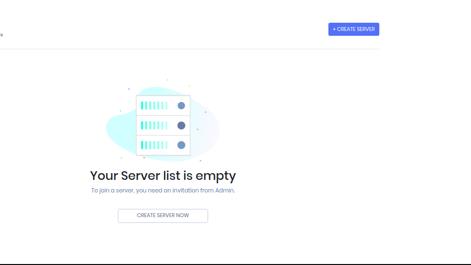 + CREATE SERVER
Your Server list is empty
To join a server, you need an invitation from Admin.
CREATE SERVER NOW